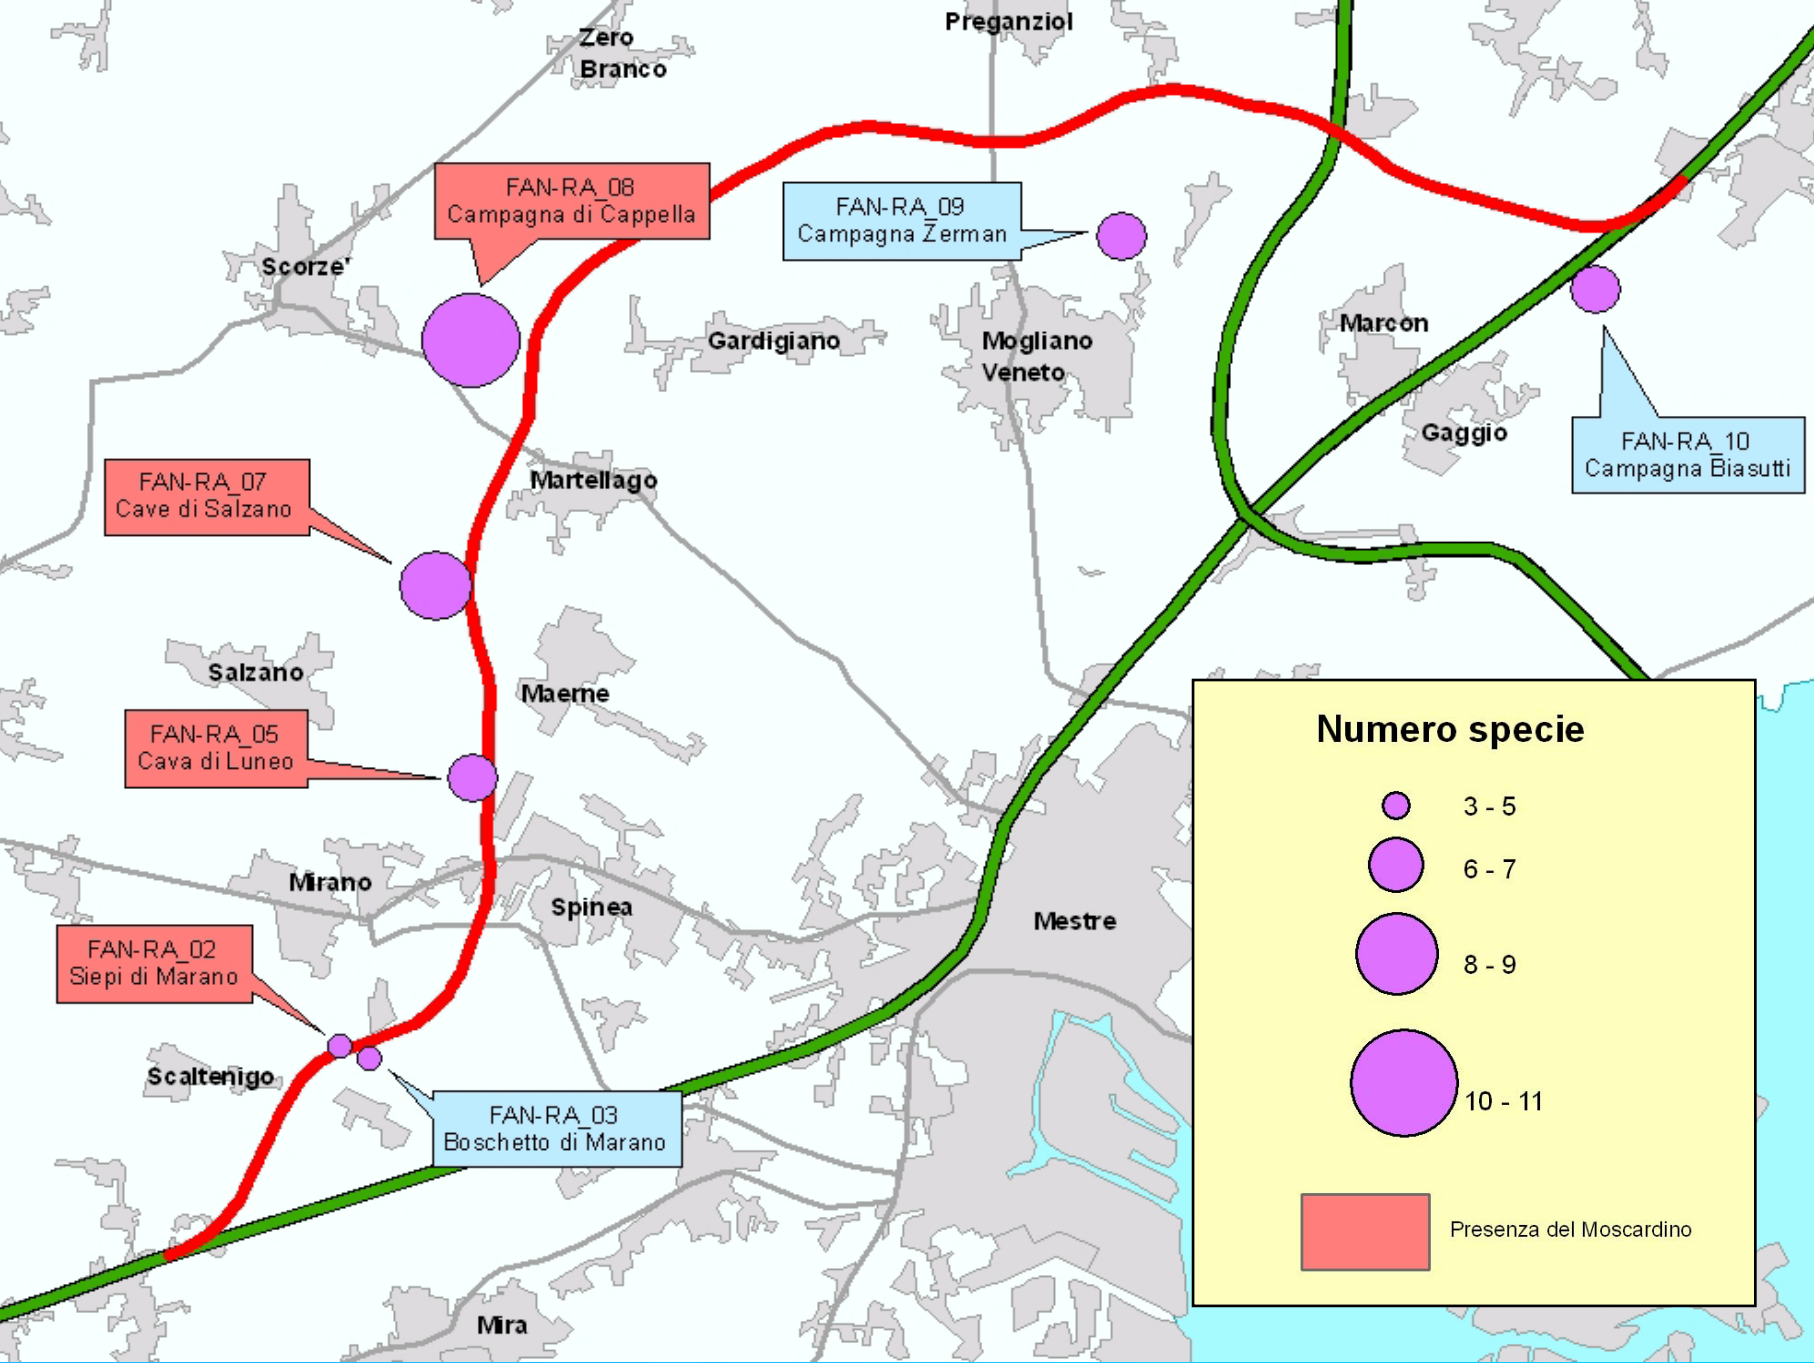 Preganziol
Zero
Branco
FAN-RA_08
Campagna di Cappella
FAN-RA_09
Campagna Zerman
Scorze'
Gardigiano
Mogliano
Veneto
Marcon
FAN-RA_10
Campagna Biasutti
Gaggio
FAN-RA_07
Cave di Salzano
Martellago
Salzano
Maerne
FAN-RA_05
Cava di Luneo
Mirano
Spinea
Mestre
FAN-RA_02
Siepi di Marano
Scaltenigo
FAN-RA_03
Boschetto di Marano
Mira
Numero specie
3 - 5
6 - 7
8 - 9
10 - 11
Presenza del Moscardino